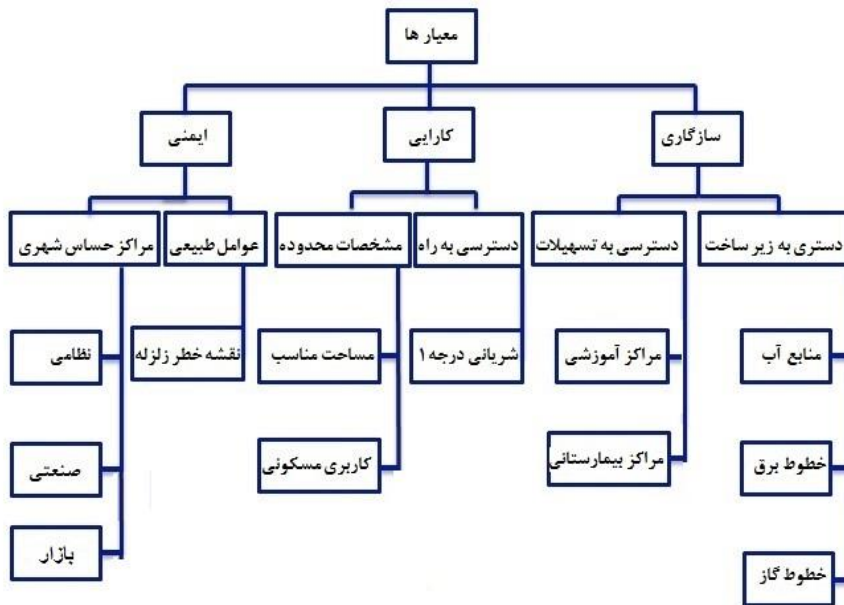 معیار ها
سازگاری
کارایی
ایمنی
دستری به زیر ساخت
دسترسی به تسهیلات
دسترسی به راه
مشخصات محدوده
عوامل طبیعی
مراکز حساس شهری
منابع آب
مراکز آموزشی
شریانی درجه ۱
مساحت مناسب
نقشه خطر زلزله
نظامی
خطوط برق
مراکز بیمارستانی
کاربری مسکونی
صنعتی
بازار
خطوط گاز